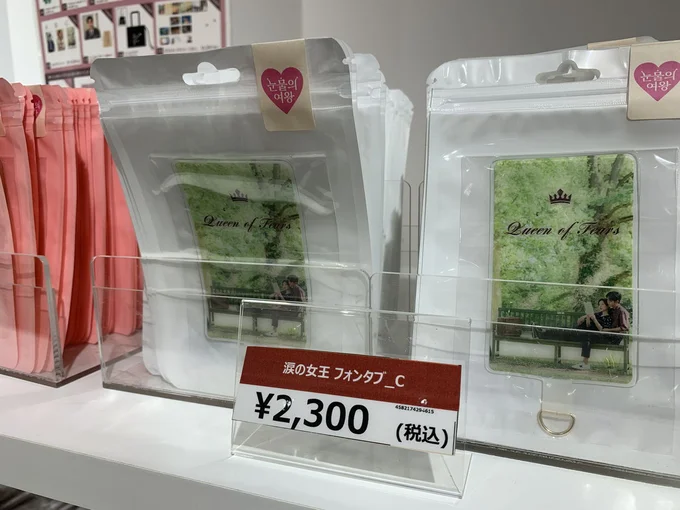 눈물의
여왕
눈물의
여왕
Queen of Tears
Queen of Tears
涙の女王 フォンタブ_C
¥2,300
4582174294615
(税込)